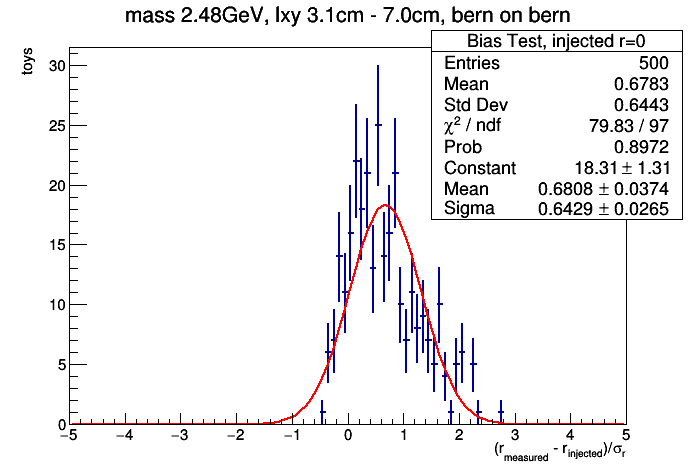 mass 2.48GeV, lxy 3.1cm - 7.0cm, bern on bern
Bias Test, injected r=0
Entries 500
Mean 0.6783
Std Dev 0.6443
χ² / ndf 79.83 / 97
Prob 0.8972
Constant 18.31 ± 1.31
Mean 0.6808 ± 0.0374
Sigma 0.6429 ± 0.0265
toys
30
25
20
15
10
5
0
−5 −4 −3 −2 −1 0 1 2 3 4 5
(r_measured - r_injected)/σ_r